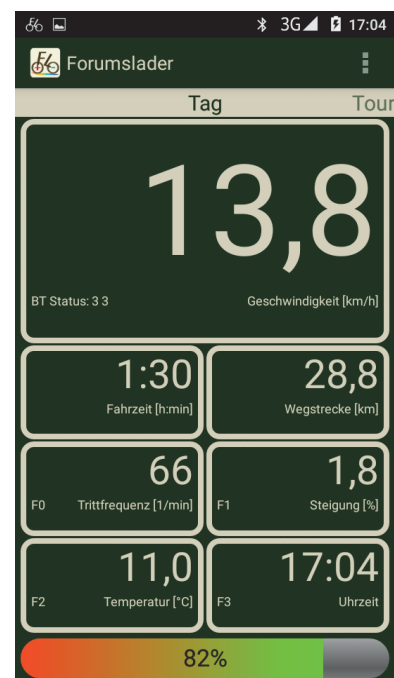 3G 17:04
Forumslader
Tag Tour
13,8
BT Status: 3 3 Geschwindigkeit [km/h]
1:30 28,8
Fahrzeit [h:min] Wegstrecke [km]
66 1,8
F0 Trittfrequenz [1/min] F1 Steigung [%]
11,0 17:04
F2 Temperatur [°C] F3 Uhrzeit
82%